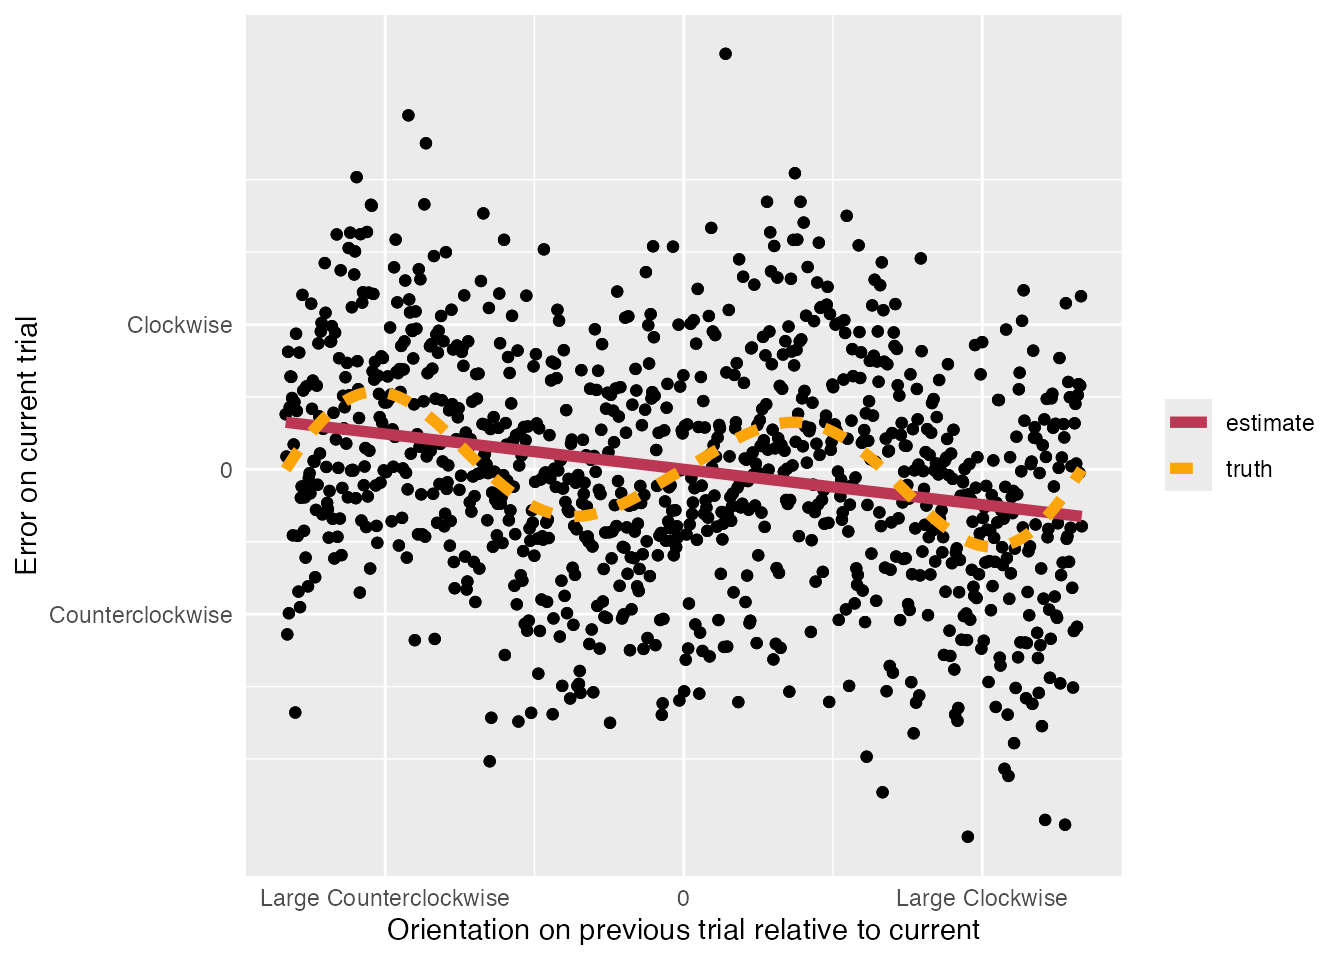 Error on current trial
Clockwise
0
Counterclockwise
Large Counterclockwise
0
Large Clockwise
Orientation on previous trial relative to current
estimate
truth